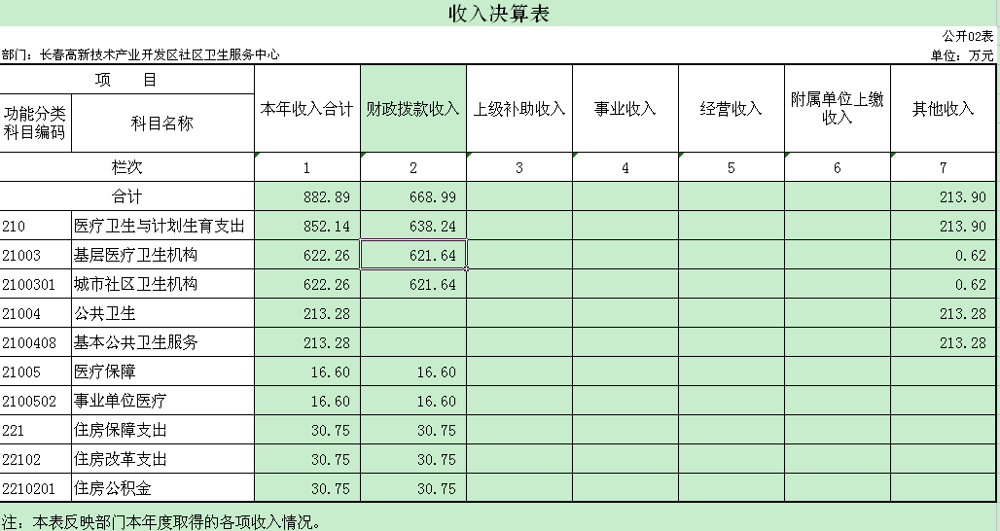 收入决算表
公开02表
部门：长春高新技术产业开发区社区卫生服务中心 单位：万元
项 目 本年收入合计 财政拨款收入 上级补助收入 事业收入 经营收入 附属单位上缴收入 其他收入
功能分类科目编码 科目名称
栏次 1 2 3 4 5 6 7
合计 882.89 668.99 213.90
210 医疗卫生与计划生育支出 852.14 638.24 213.90
21003 基层医疗卫生机构 622.26 621.64 0.62
2100301 城市社区卫生机构 622.26 621.64 0.62
21004 公共卫生 213.28 213.28
2100408 基本公共卫生服务 213.28 213.28
21005 医疗保障 16.60 16.60
2100502 事业单位医疗 16.60 16.60
221 住房保障支出 30.75 30.75
22102 住房改革支出 30.75 30.75
2210201 住房公积金 30.75 30.75
注：本表反映部门本年度取得的各项收入情况。